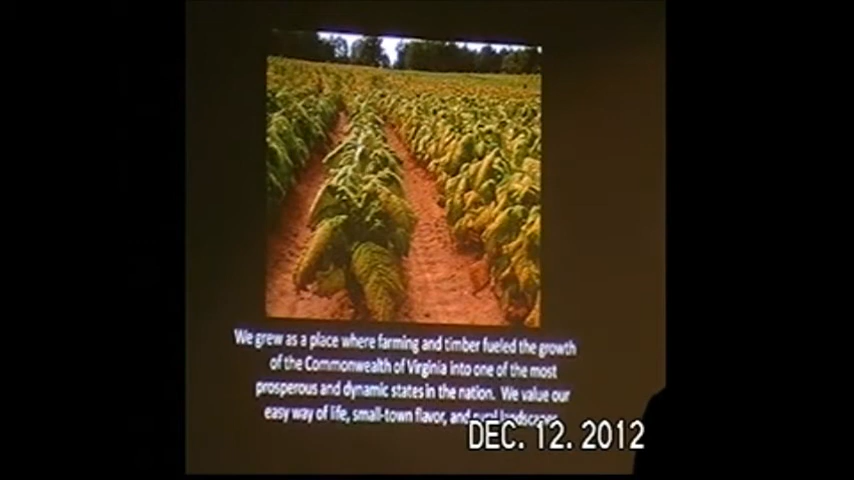 We grew as a place where farming and timber fueled the growth
of the Commonwealth of Virginia into one of the most
prosperous and dynamic states in the nation. We value our
easy way of life, small-town flavor, and rural landscapes
DEC. 12. 2012